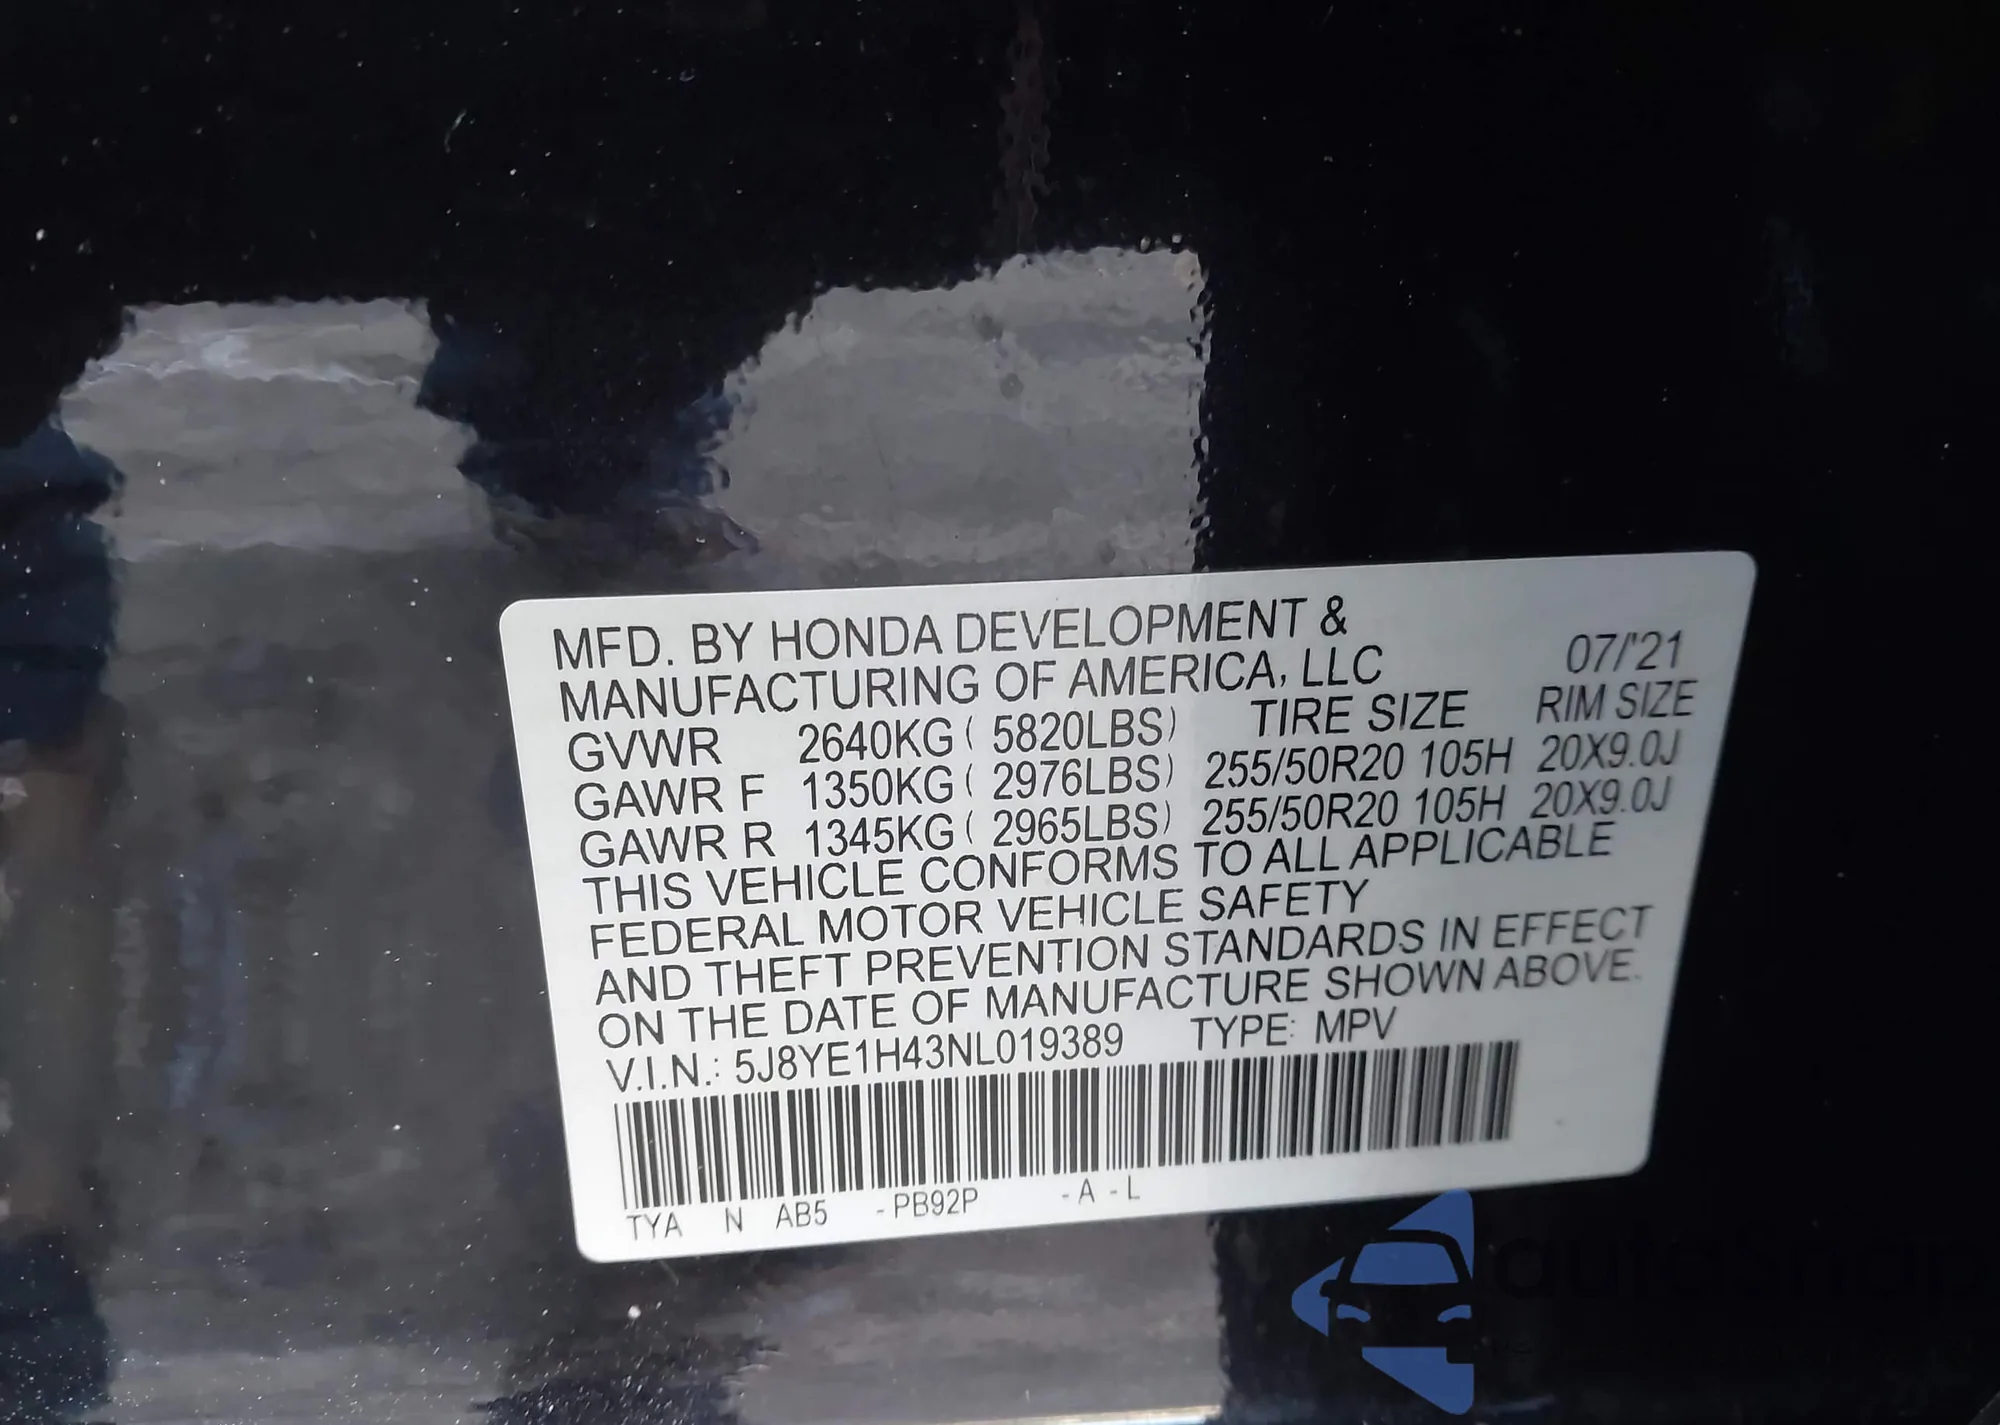 MFD. BY HONDA DEVELOPMENT &
MANUFACTURING OF AMERICA, LLC 07/'21
GVWR 2640KG ( 5820LBS) TIRE SIZE RIM SIZE
GAWR F 1350KG ( 2976LBS) 255/50R20 105H 20X9.0J
GAWR R 1345KG ( 2965LBS) 255/50R20 105H 20X9.0J
THIS VEHICLE CONFORMS TO ALL APPLICABLE
FEDERAL MOTOR VEHICLE SAFETY
AND THEFT PREVENTION STANDARDS IN EFFECT
ON THE DATE OF MANUFACTURE SHOWN ABOVE.
V.I.N.: 5J8YE1H43NL019389 TYPE: MPV
TYA N AB5 -PB92P -A -L